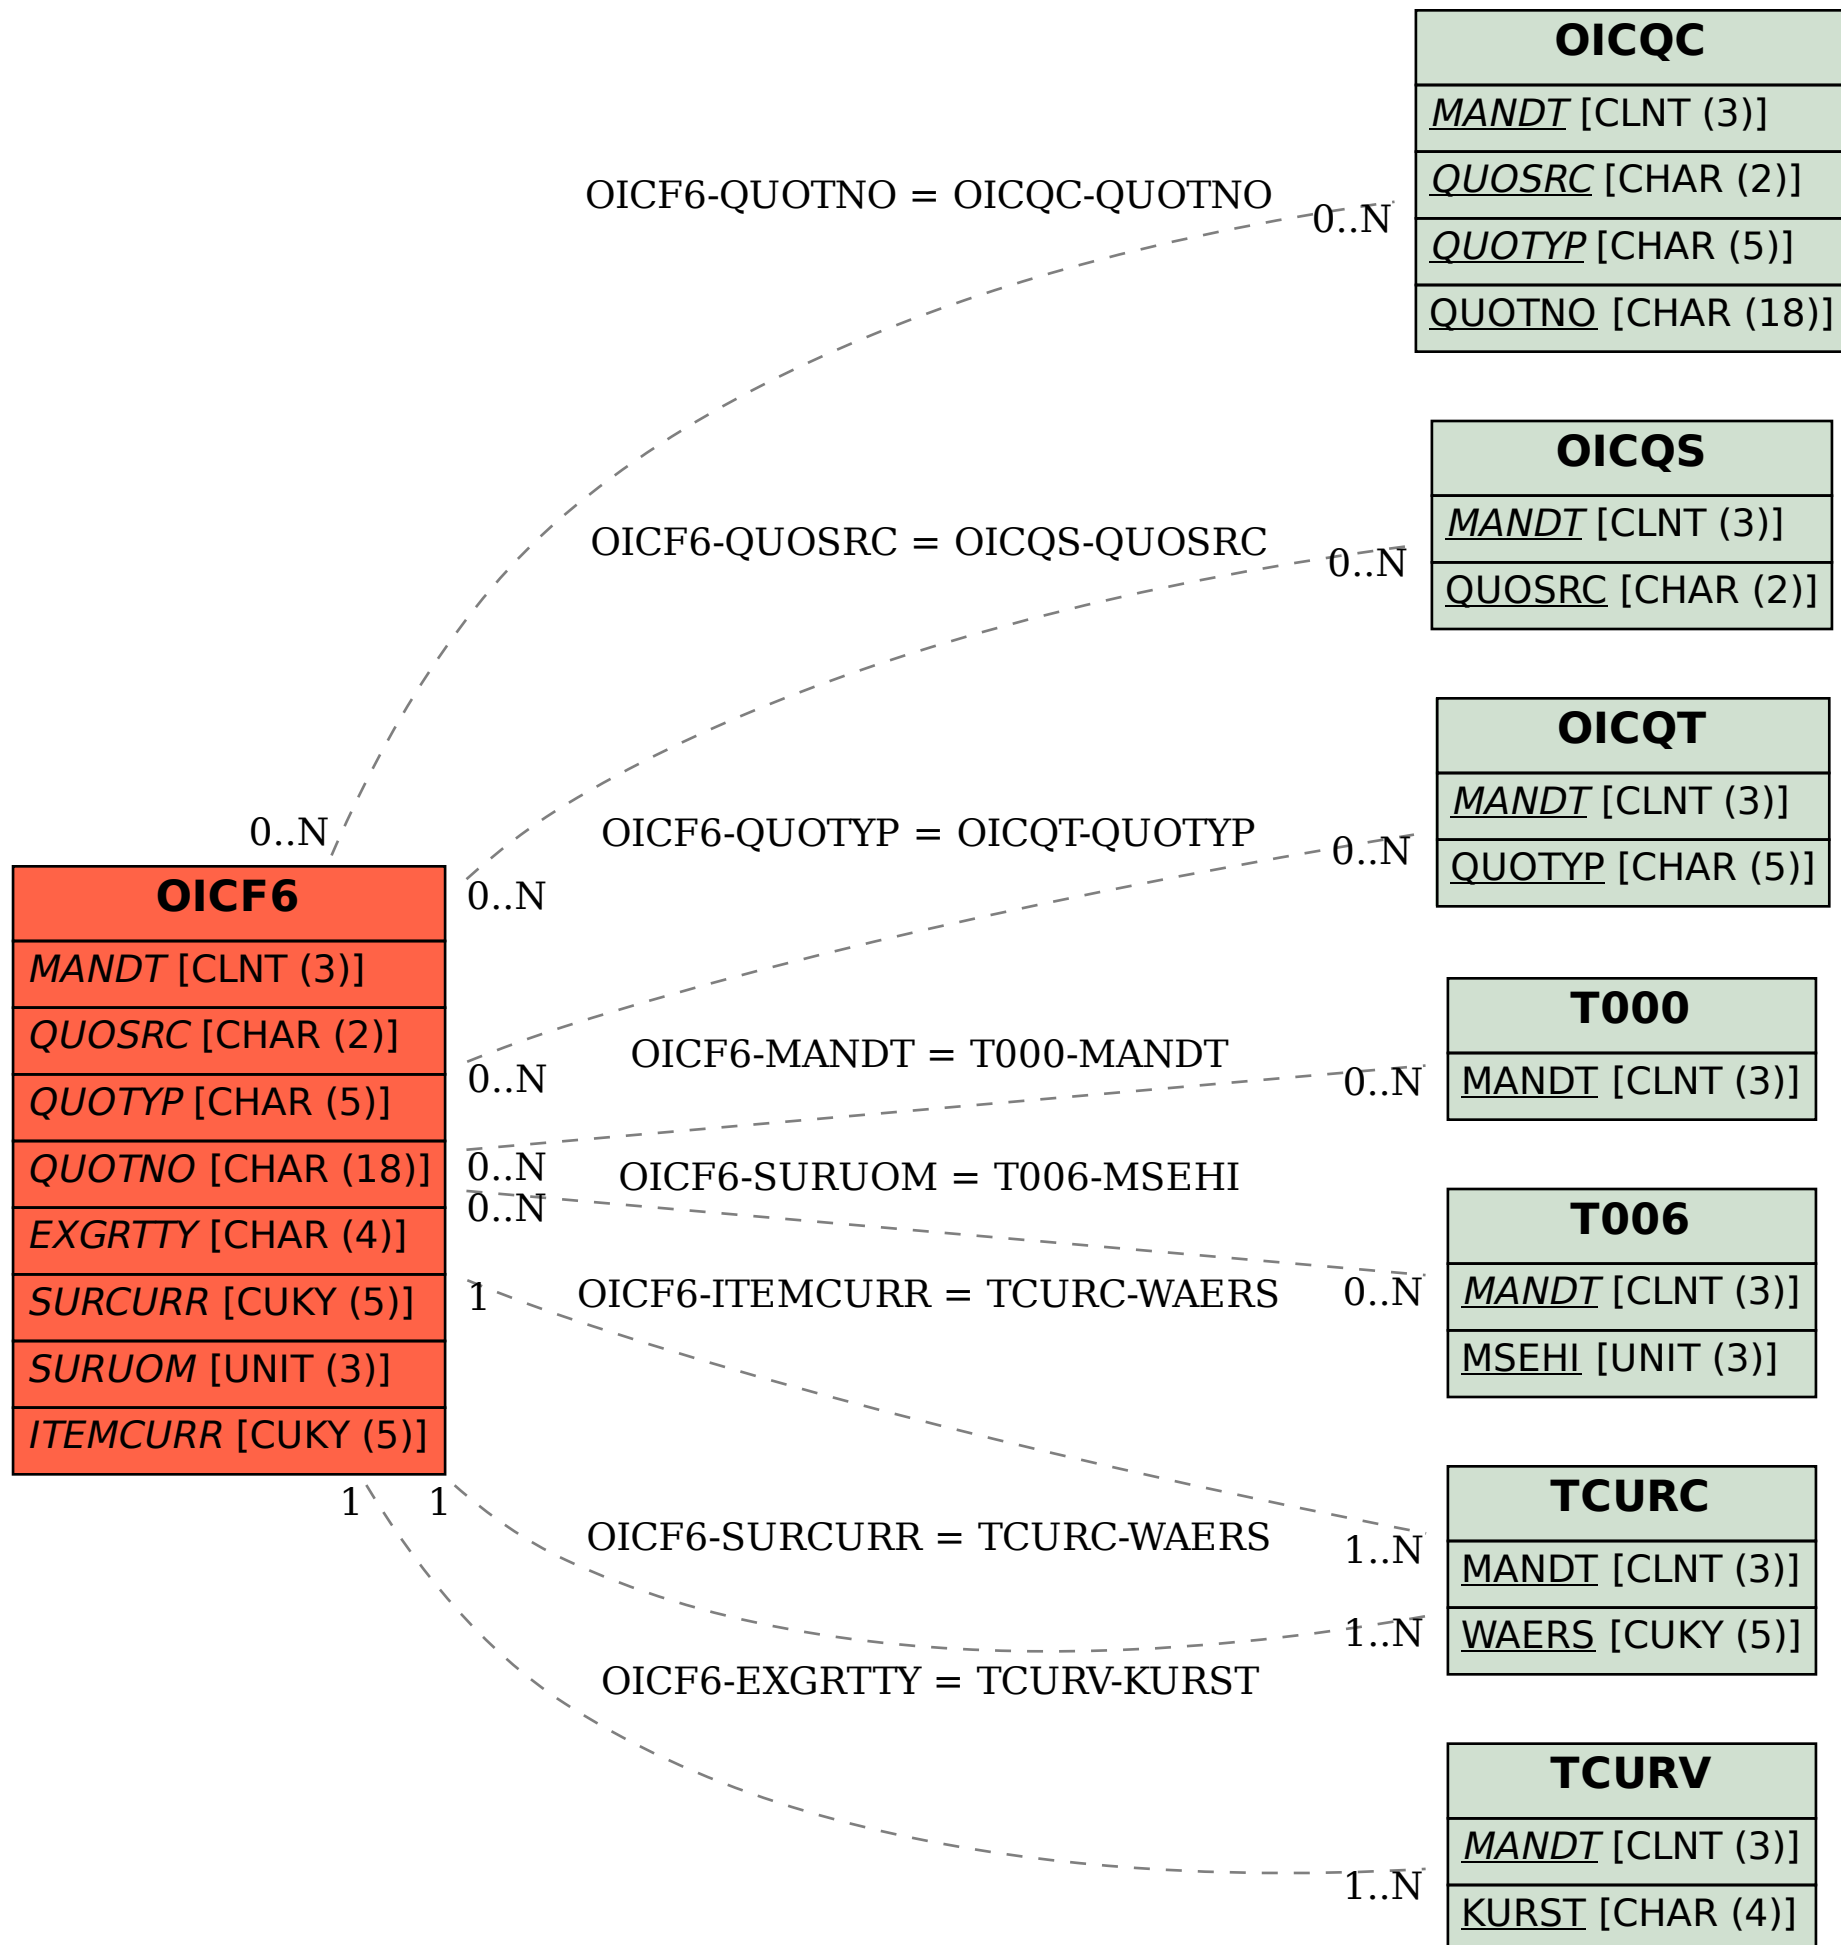 OICQC
MANDT [CLNT (3)]
QUOSRC [CHAR (2)]
QUOTYP [CHAR (5)]
QUOTNO [CHAR (18)]
OICF6-QUOTNO = OICQC-QUOTNO
0..N
0..N
OICQS
MANDT [CLNT (3)]
QUOSRC [CHAR (2)]
OICF6-QUOSRC = OICQS-QUOSRC
0..N
0..N
OICQT
MANDT [CLNT (3)]
QUOTYP [CHAR (5)]
OICF6-QUOTYP = OICQT-QUOTYP
0..N
0..N
OICF6
MANDT [CLNT (3)]
QUOSRC [CHAR (2)]
QUOTYP [CHAR (5)]
QUOTNO [CHAR (18)]
EXGRTTY [CHAR (4)]
SURCURR [CUKY (5)]
SURUOM [UNIT (3)]
ITEMCURR [CUKY (5)]
T000
MANDT [CLNT (3)]
OICF6-MANDT = T000-MANDT
0..N
0..N
T006
MANDT [CLNT (3)]
MSEHI [UNIT (3)]
OICF6-SURUOM = T006-MSEHI
0..N
0..N
OICF6-ITEMCURR = TCURC-WAERS
1
1..N
TCURC
MANDT [CLNT (3)]
WAERS [CUKY (5)]
OICF6-SURCURR = TCURC-WAERS
1
1..N
OICF6-EXGRTTY = TCURV-KURST
1
1..N
TCURV
MANDT [CLNT (3)]
KURST [CHAR (4)]